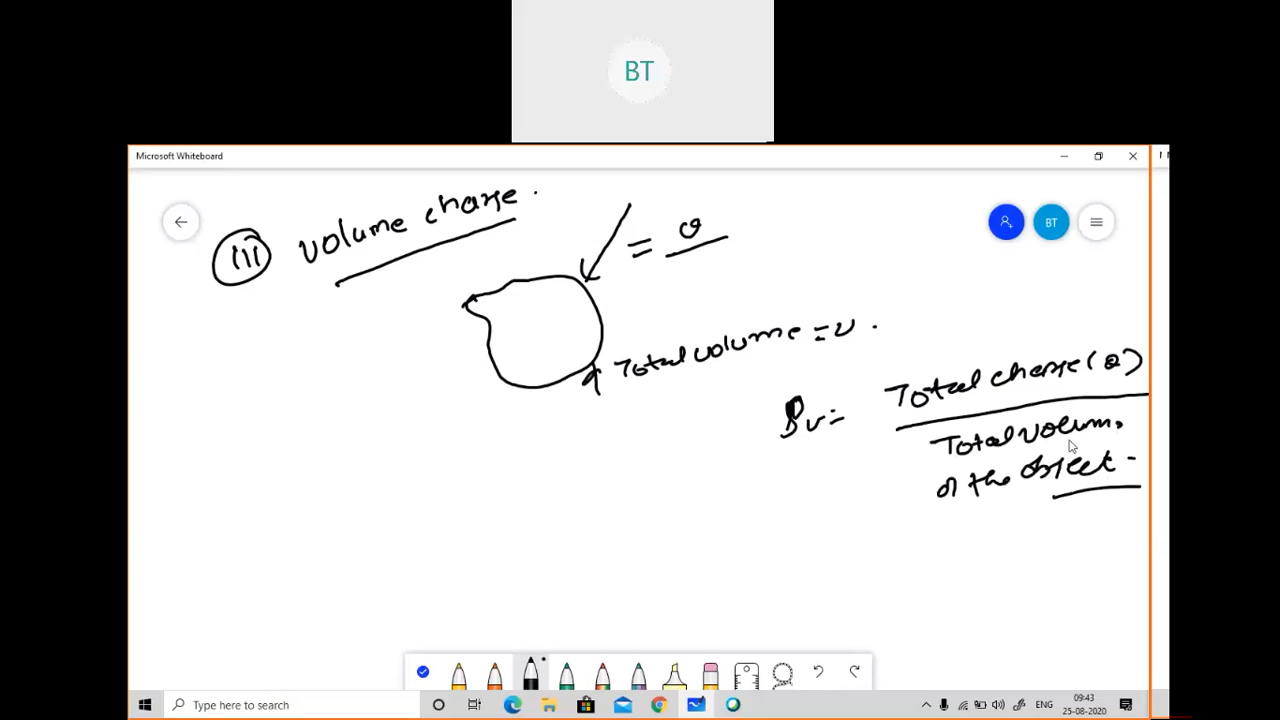 BT
Microsoft Whiteboard
(iii) volume charge.
= Q
BT
Total volume = v.
ρv = Total charge (Q)
Total volume
of the object -
Type here to search
ENG
09:43
25-08-2020